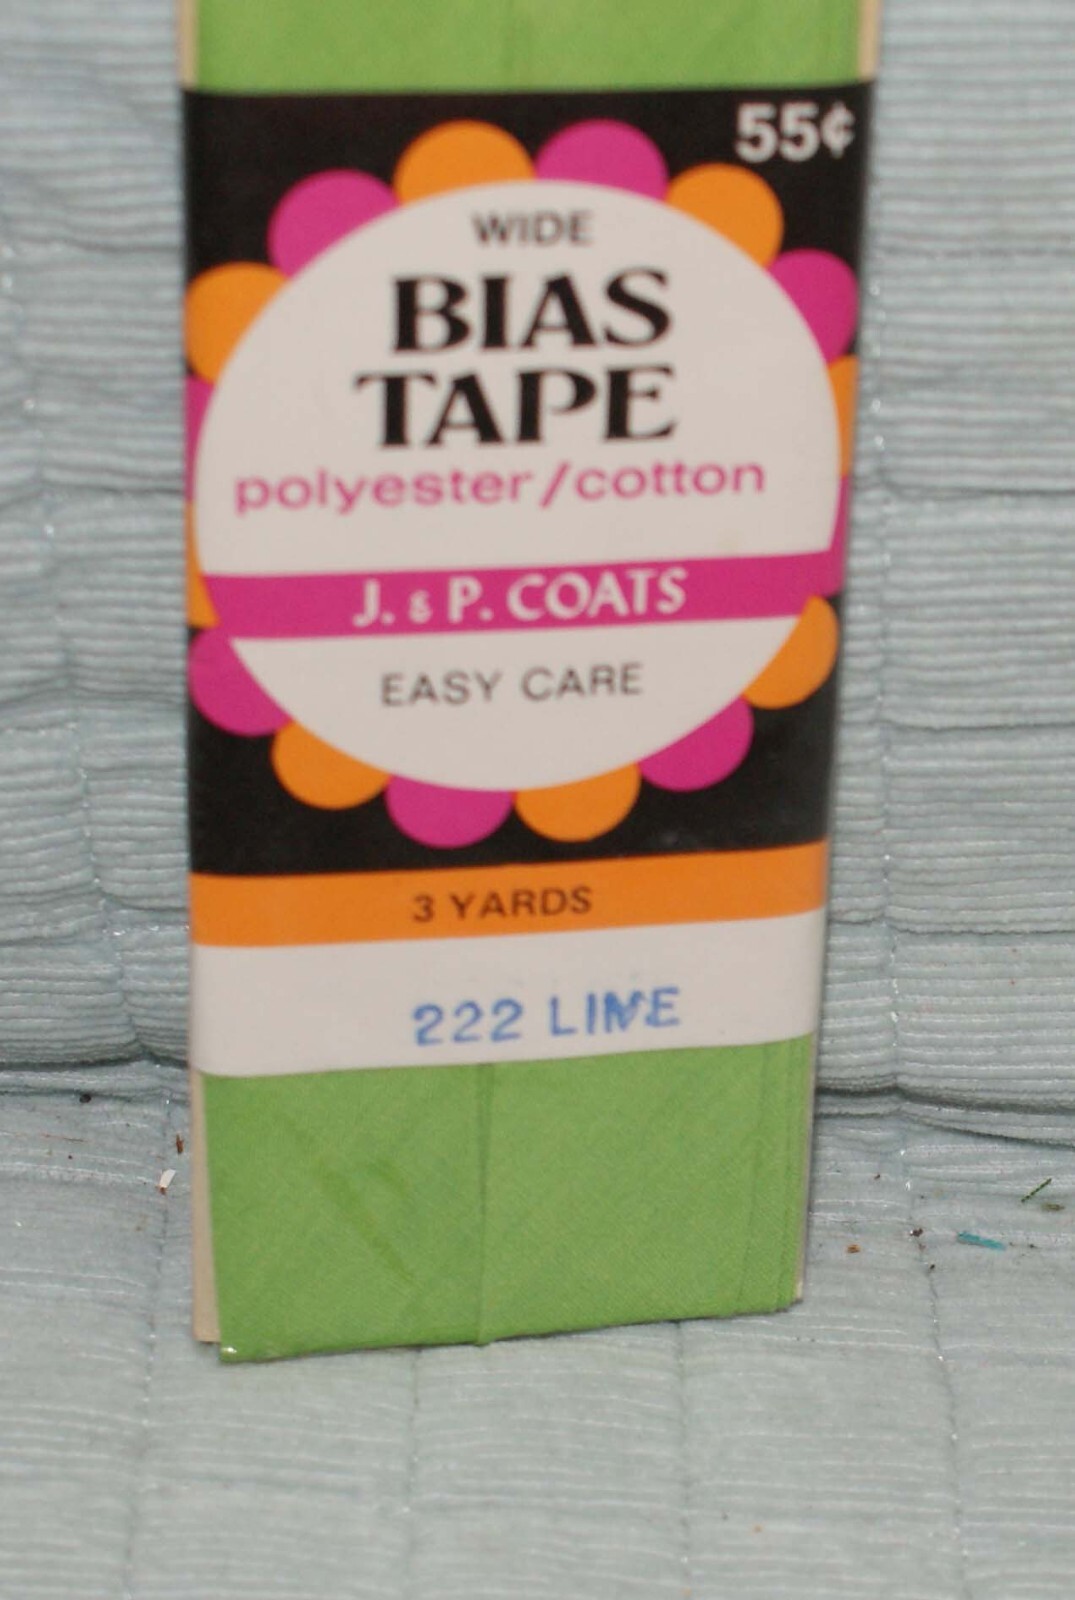 55¢
WIDE
BIAS
TAPE
polyester/cotton
J. & P. COATS
EASY CARE
3 YARDS
222 LIME